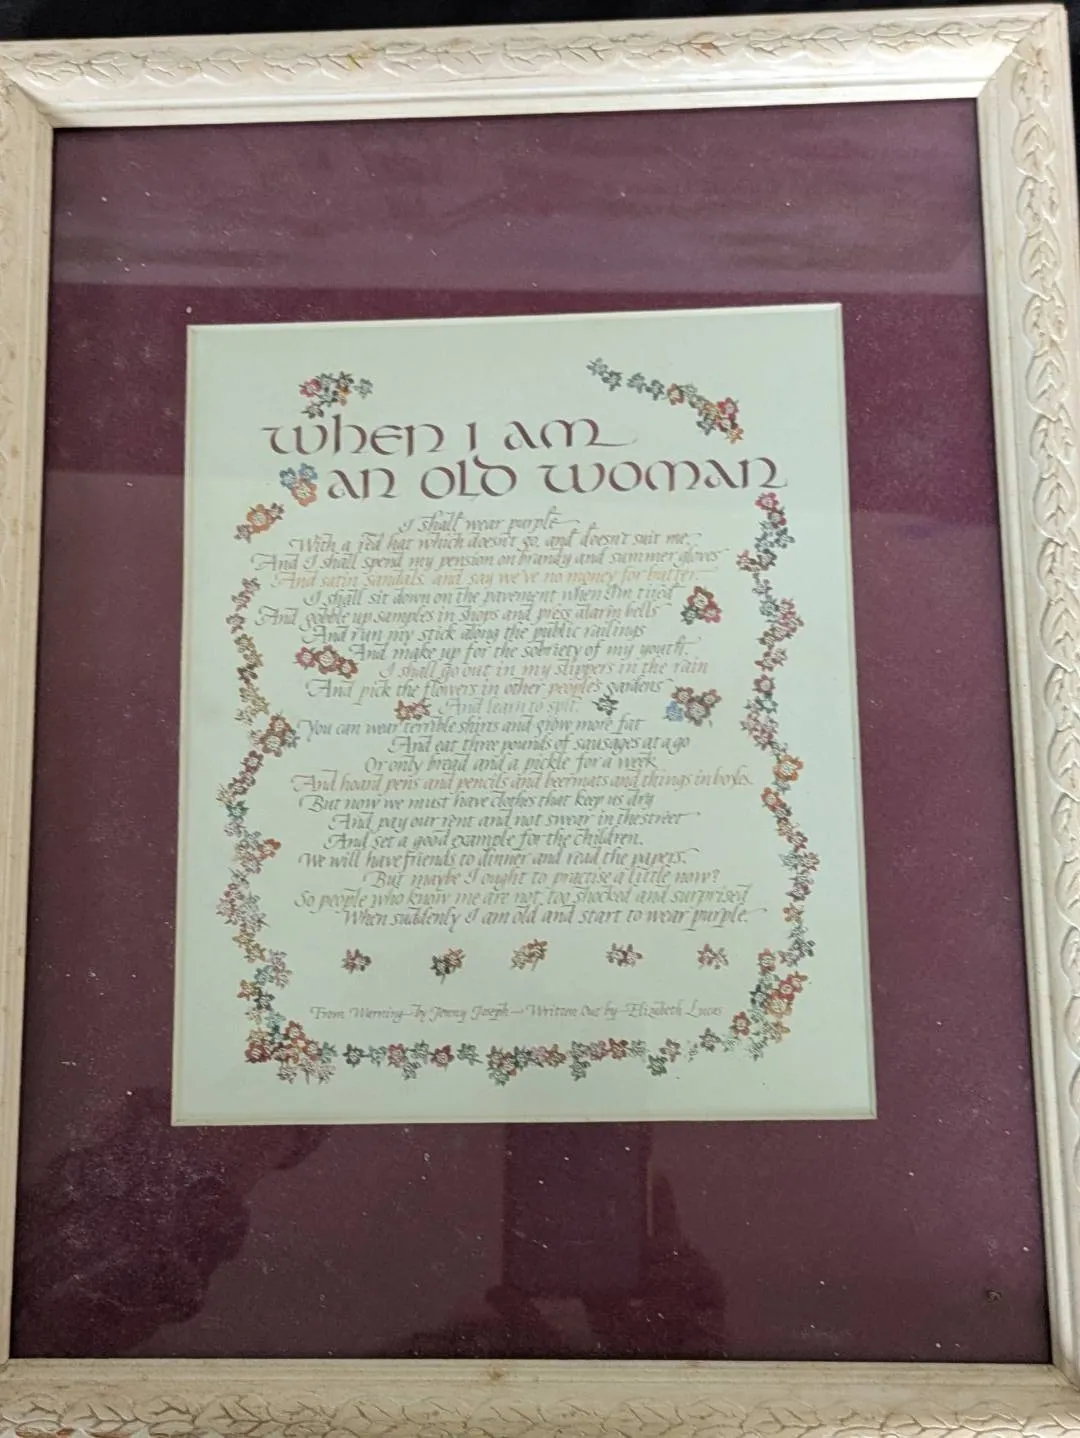 When I am
an old woman
I shall wear purple
With a red hat which doesn't go, and doesn't suit me,
And I shall spend my pension on brandy and summer gloves
And satin sandals, and say we've no money for butter.
I shall sit down on the pavement when I'm tired
And gobble up samples in shops and press alarm bells
And run my stick along the public railings
And make up for the sobriety of my youth.
I shall go out in my slippers in the rain
And pick the flowers in other people's gardens
And learn to spit.
You can wear terrible shirts and grow more fat
And eat three pounds of sausages at a go
Or only bread and a pickle for a week
And hoard pens and pencils and beermats and things in boxes.
But now we must have clothes that keep us dry
And pay our rent and not swear in the street
And set a good example for the children.
We will have friends to dinner and read the papers.
But maybe I ought to practise a little now?
So people who know me are not too shocked and surprised
When suddenly I am old and start to wear purple.
From Warning—by Jenny Joseph—Written Out by—Elizabeth Lucas